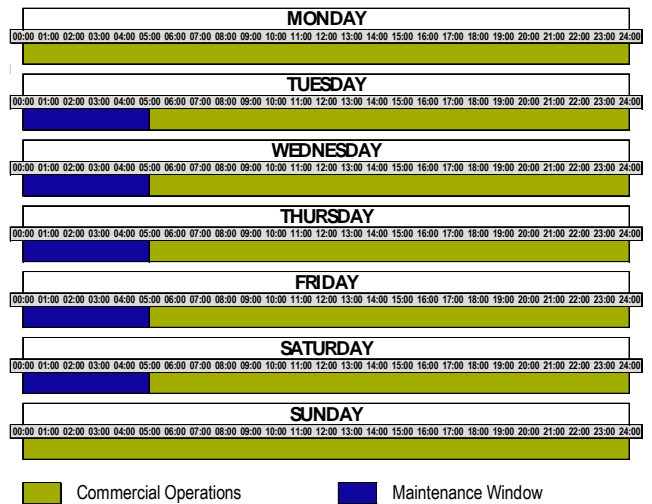 MONDAY
00:00 01:00 02:00 03:00 04:00 05:00 06:00 07:00 08:00 09:00 10:00 11:00 12:00 13:00 14:00 15:00 16:00 17:00 18:00 19:00 20:00 21:00 22:00 23:00 24:00
TUESDAY
00:00 01:00 02:00 03:00 04:00 05:00 06:00 07:00 08:00 09:00 10:00 11:00 12:00 13:00 14:00 15:00 16:00 17:00 18:00 19:00 20:00 21:00 22:00 23:00 24:00
WEDNESDAY
00:00 01:00 02:00 03:00 04:00 05:00 06:00 07:00 08:00 09:00 10:00 11:00 12:00 13:00 14:00 15:00 16:00 17:00 18:00 19:00 20:00 21:00 22:00 23:00 24:00
THURSDAY
00:00 01:00 02:00 03:00 04:00 05:00 06:00 07:00 08:00 09:00 10:00 11:00 12:00 13:00 14:00 15:00 16:00 17:00 18:00 19:00 20:00 21:00 22:00 23:00 24:00
FRIDAY
00:00 01:00 02:00 03:00 04:00 05:00 06:00 07:00 08:00 09:00 10:00 11:00 12:00 13:00 14:00 15:00 16:00 17:00 18:00 19:00 20:00 21:00 22:00 23:00 24:00
SATURDAY
00:00 01:00 02:00 03:00 04:00 05:00 06:00 07:00 08:00 09:00 10:00 11:00 12:00 13:00 14:00 15:00 16:00 17:00 18:00 19:00 20:00 21:00 22:00 23:00 24:00
SUNDAY
00:00 01:00 02:00 03:00 04:00 05:00 06:00 07:00 08:00 09:00 10:00 11:00 12:00 13:00 14:00 15:00 16:00 17:00 18:00 19:00 20:00 21:00 22:00 23:00 24:00
Commercial Operations Maintenance Window